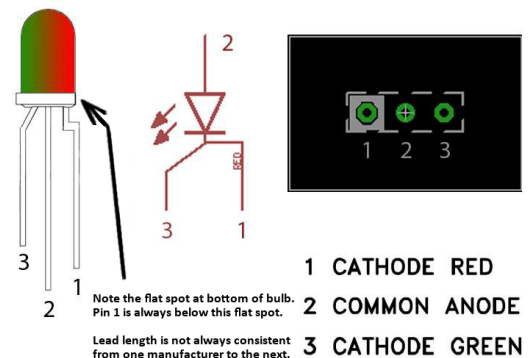 2
RED
3
1
1 2 3
3
2
1
Note the flat spot at bottom of bulb.
Pin 1 is always below this flat spot.
Lead length is not always consistent
from one manufacturer to the next.
1 CATHODE RED
2 COMMON ANODE
3 CATHODE GREEN